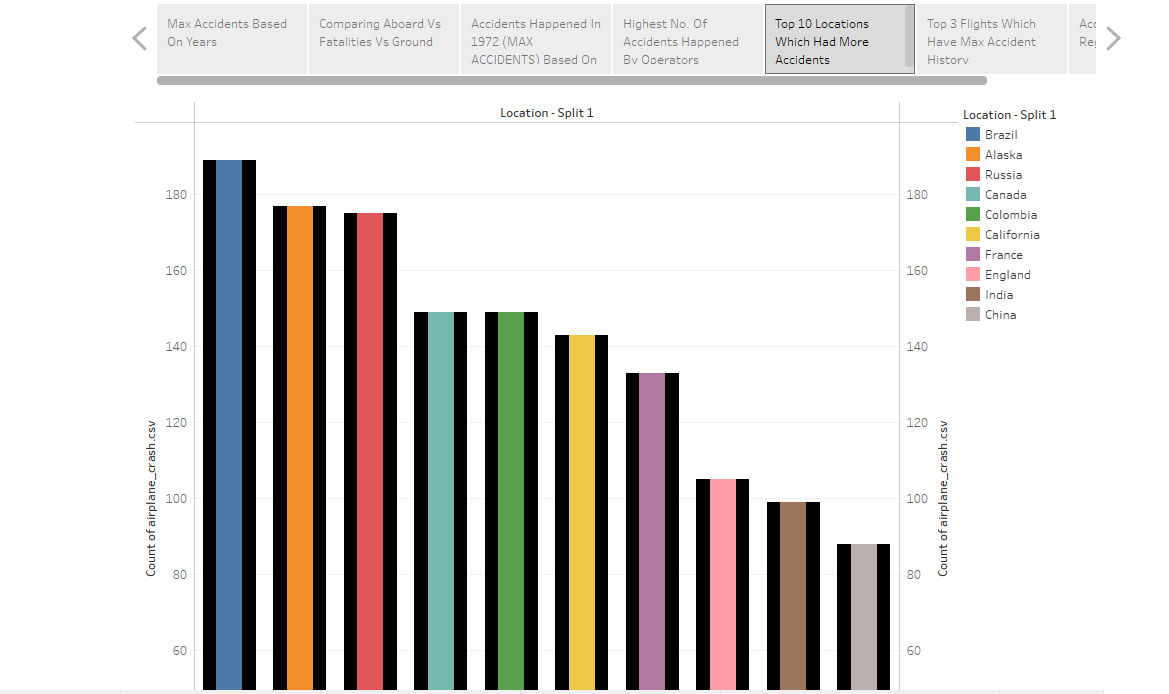 Max Accidents Based
On Years
Comparing Aboard Vs
Fatalities Vs Ground
Accidents Happened In
1972 (MAX
ACCIDENTS) Based On
Highest No. Of
Accidents Happened
By Operators
Top 10 Locations
Which Had More
Accidents
Top 3 Flights Which
Have Max Accident
History
Location - Split 1
180
160
140
120
100
80
60
Count of airplane_crash.csv
180
160
140
120
100
80
60
Count of airplane_crash.csv
Location - Split 1
Brazil
Alaska
Russia
Canada
Colombia
California
France
England
India
China